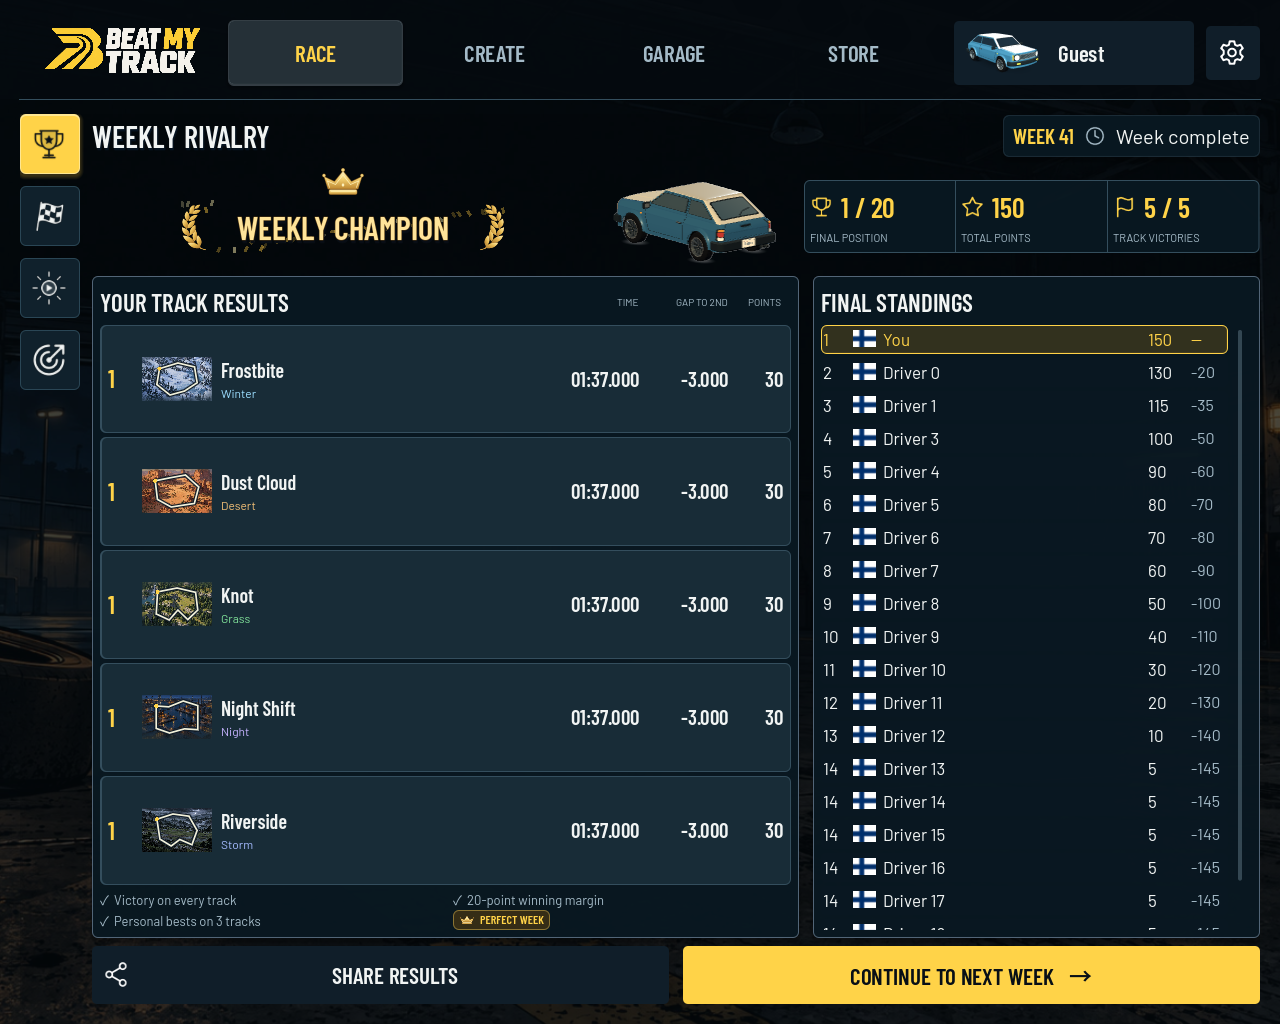 BEAT MY TRACK
RACE
CREATE
GARAGE
STORE
Guest
WEEKLY RIVALRY
WEEK 41 Week complete
WEEKLY CHAMPION
1 / 20
FINAL POSITION
150
TOTAL POINTS
5 / 5
TRACK VICTORIES
YOUR TRACK RESULTS TIME GAP TO 2ND POINTS
1 Frostbite 01:37.000 -3.000 30
Winter
1 Dust Cloud 01:37.000 -3.000 30
Desert
1 Knot 01:37.000 -3.000 30
Grass
1 Night Shift 01:37.000 -3.000 30
Night
1 Riverside 01:37.000 -3.000 30
Storm
✓ Victory on every track
✓ 20-point winning margin
✓ Personal bests on 3 tracks
PERFECT WEEK
FINAL STANDINGS
1 You 150 –
2 Driver 0 130 -20
3 Driver 1 115 -35
4 Driver 3 100 -50
5 Driver 4 90 -60
6 Driver 5 80 -70
7 Driver 6 70 -80
8 Driver 7 60 -90
9 Driver 8 50 -100
10 Driver 9 40 -110
11 Driver 10 30 -120
12 Driver 11 20 -130
13 Driver 12 10 -140
14 Driver 13 5 -145
14 Driver 14 5 -145
14 Driver 15 5 -145
14 Driver 16 5 -145
14 Driver 17 5 -145
SHARE RESULTS
CONTINUE TO NEXT WEEK →